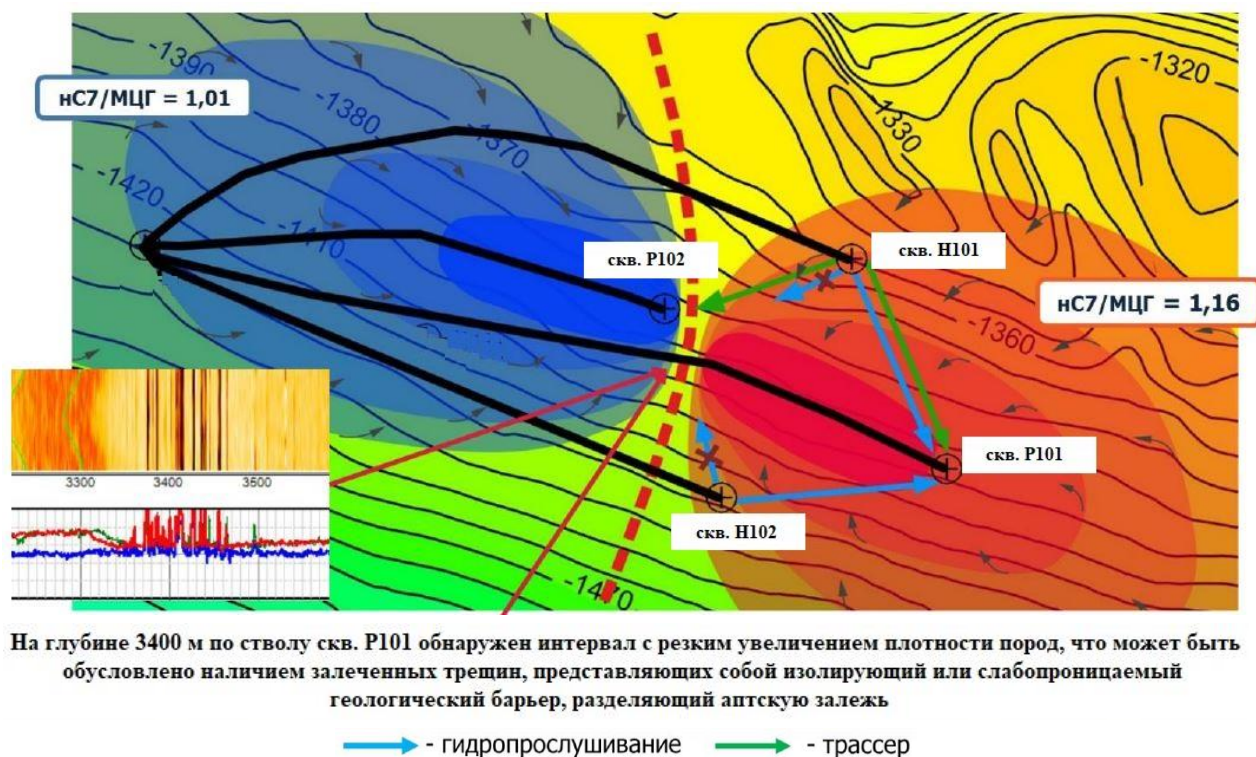 -1390
-1320
нС7/МЦГ = 1,01
-1380
-1330
-1370
-1420
-1410
скв. Р102
скв. Н101
нС7/МЦГ = 1,16
-1360
скв. Р101
3300
3400
3500
скв. Н102
-1470
На глубине 3400 м по стволу скв. Р101 обнаружен интервал с резким увеличением плотности пород, что может быть
обусловлено наличием залеченных трещин, представляющих собой изолирующий или слабопроницаемый
геологический барьер, разделяющий аптскую залежь
- гидропрослушивание
- трассер